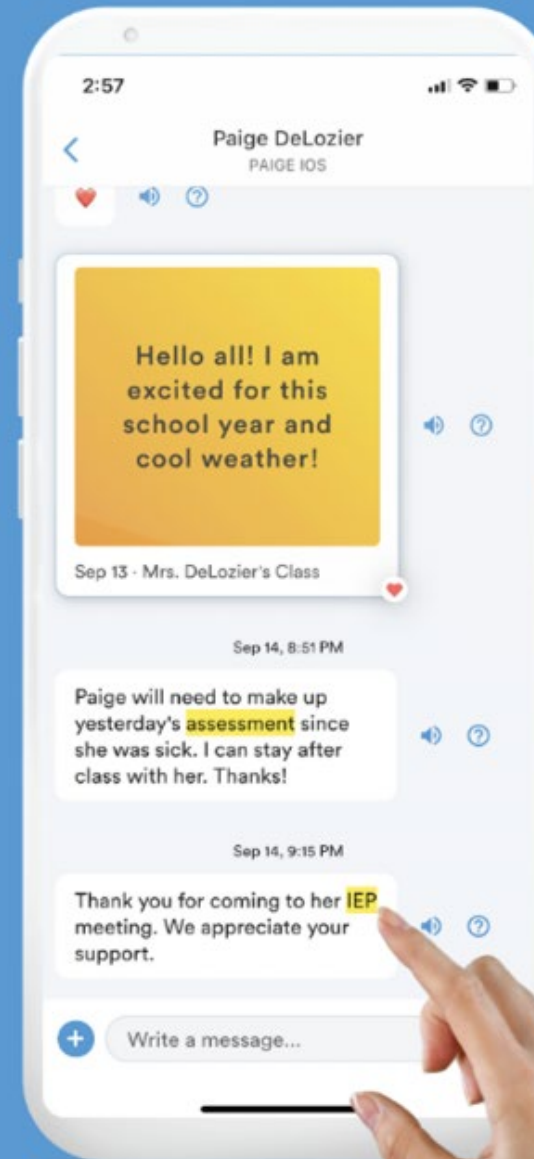 2:57
Paige DeLozier
PAIGE IOS
Hello all! I am
excited for this
school year and
cool weather!
Sep 13 · Mrs. DeLozier's Class
Sep 14, 8:51 PM
Paige will need to make up
yesterday's assessment since
she was sick. I can stay after
class with her. Thanks!
Sep 14, 9:15 PM
Thank you for coming to her IEP
meeting. We appreciate your
support.
Write a message...